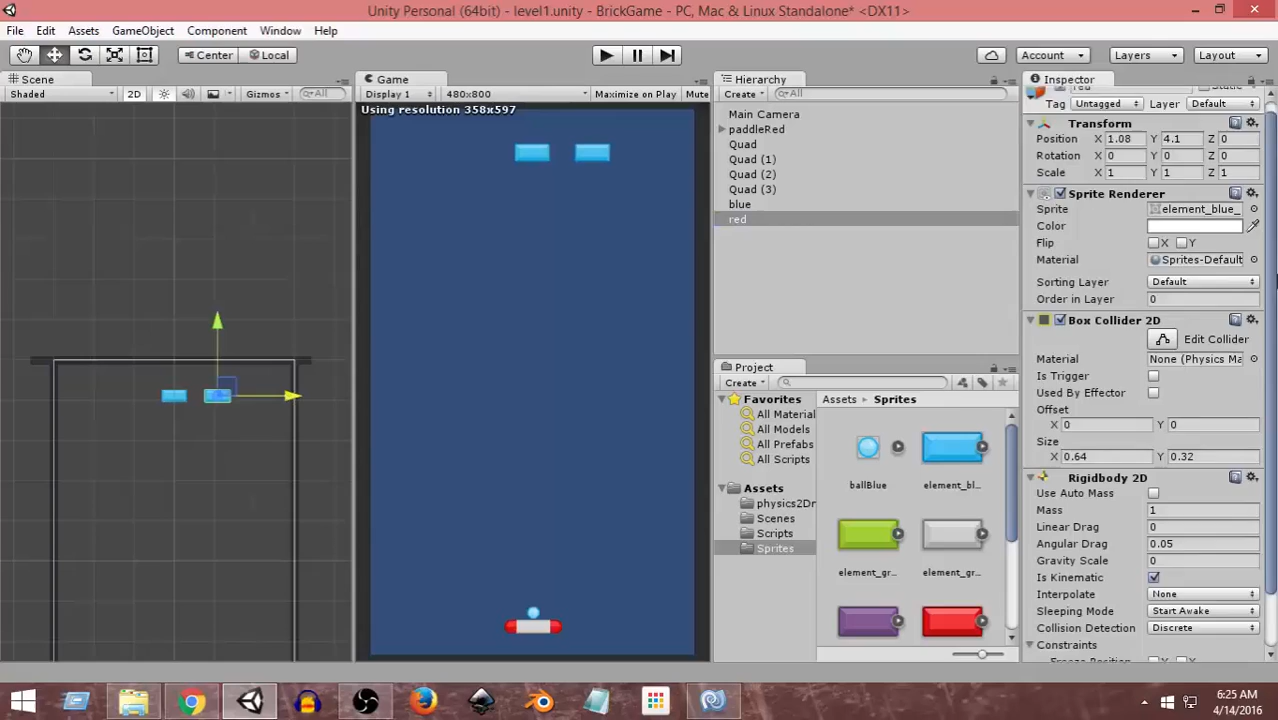 Unity Personal (64bit) - level1.unity - BrickGame - PC, Mac & Linux Standalone* <DX11>
File Edit Assets GameObject Component Window Help
Center Local Account Layers Layout
Scene Game Hierarchy Inspector
Shaded 2D Gizmos All Display 1 480x800 Maximize on Play Mute Create All
Tag Untagged Layer Default
Using resolution 358x597
Main Camera
paddleRed
Quad
Quad (1)
Quad (2)
Quad (3)
blue
red
Transform
Position X 1.08 Y 4.1 Z 0
Rotation X 0 Y 0 Z 0
Scale X 1 Y 1 Z 1
Sprite Renderer
Sprite element_blue_
Color
Flip X Y
Material Sprites-Default
Sorting Layer Default
Order in Layer 0
Box Collider 2D
Edit Collider
Material None (Physics Ma
Is Trigger
Used By Effector
Offset
X 0 Y 0
Size
X 0.64 Y 0.32
Rigidbody 2D
Use Auto Mass
Mass 1
Linear Drag 0
Angular Drag 0.05
Gravity Scale 0
Is Kinematic
Interpolate None
Sleeping Mode Start Awake
Collision Detection Discrete
Constraints
Project
Create
Favorites
All Material
All Models
All Prefabs
All Scripts
Assets
physics2Dr
Scenes
Scripts
Sprites
Assets Sprites
ballBlue element_bl...
element_gr... element_gr...
6:25 AM
4/14/2016